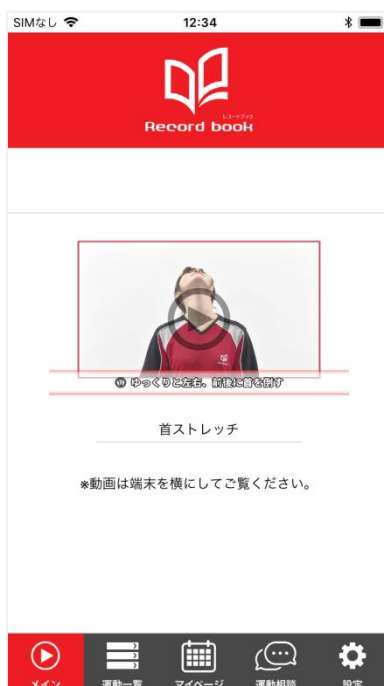 SIMなし
12:34
レコードブック
Record book
ゆっくりと左右、前後に首を倒す
首ストレッチ
※動画は端末を横にしてご覧ください。
メイン
運動一覧
マイページ
運動相談
設定